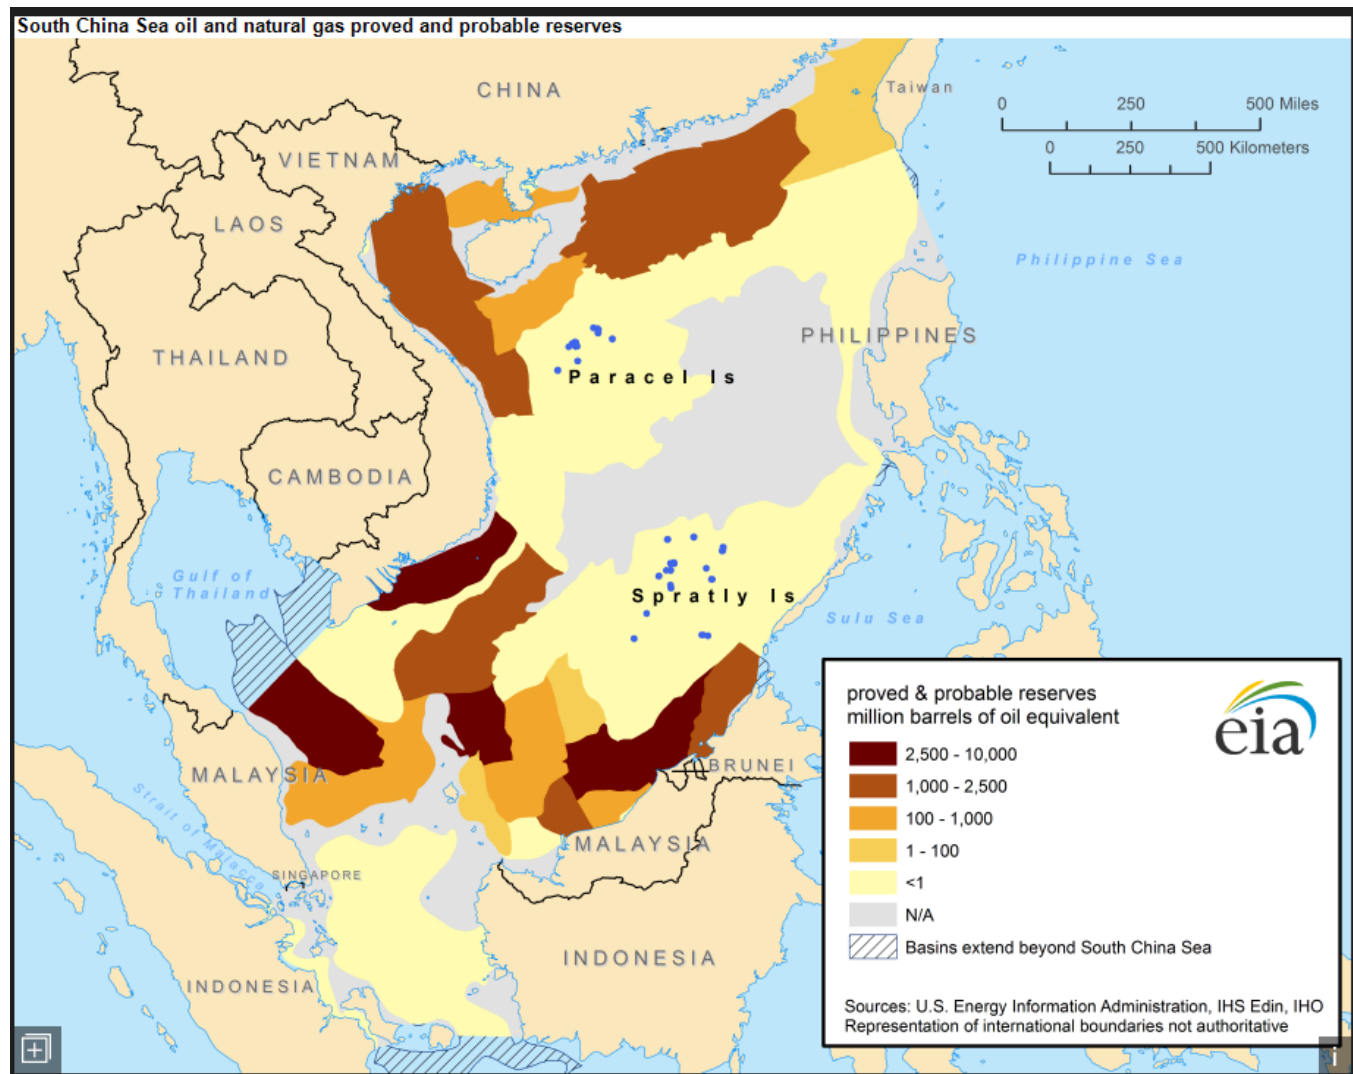 South China Sea oil and natural gas proved and probable reserves
CHINA
Taiwan
0 250 500 Miles
0 250 500 Kilometers
VIETNAM
LAOS
Philippine Sea
PHILIPPINES
THAILAND
Paracel Is
CAMBODIA
Gulf of
Thailand
Spratly Is
Sulu Sea
MALAYSIA
BRUNEI
Strait of Malacca
MALAYSIA
SINGAPORE
INDONESIA
INDONESIA
proved & probable reserves
million barrels of oil equivalent
eia
2,500 - 10,000
1,000 - 2,500
100 - 1,000
1 - 100
<1
N/A
Basins extend beyond South China Sea
Sources: U.S. Energy Information Administration, IHS Edin, IHO
Representation of international boundaries not authoritative
i